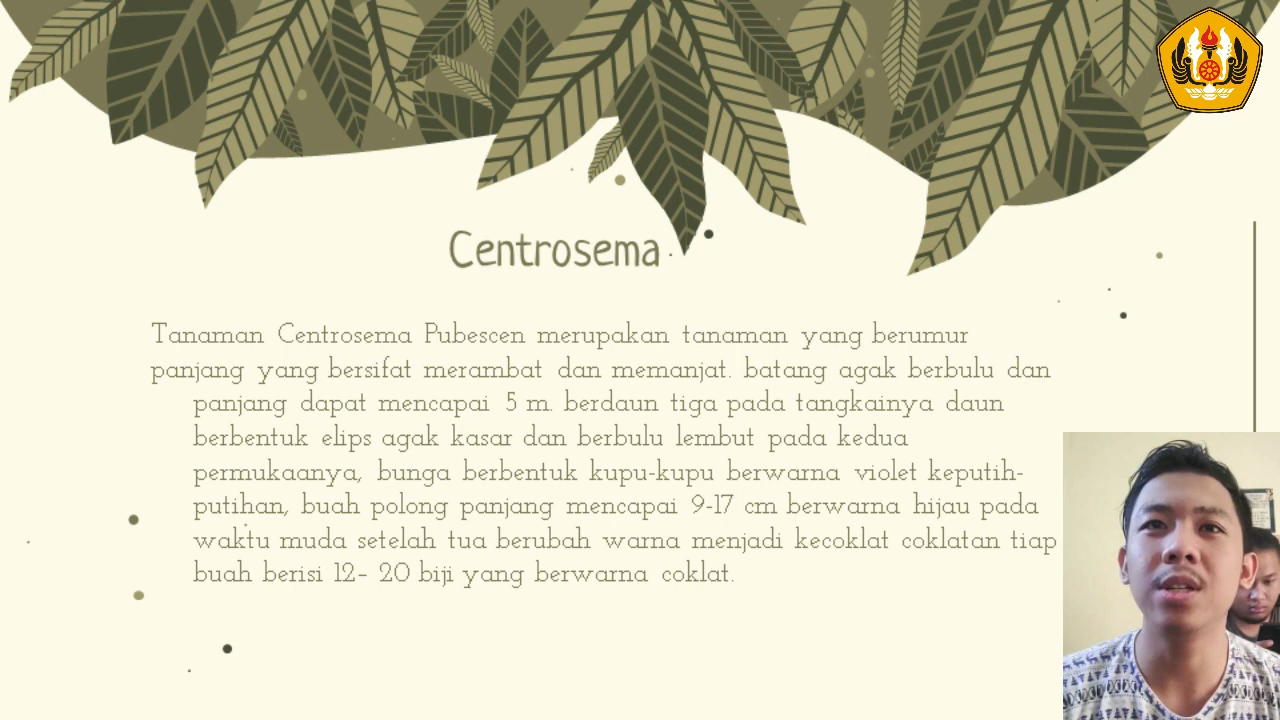 Centrosema
Tanaman Centrosema Pubescen merupakan tanaman yang berumur
panjang yang bersifat merambat dan memanjat. batang agak berbulu dan
panjang dapat mencapai 5 m. berdaun tiga pada tangkainya daun
berbentuk elips agak kasar dan berbulu lembut pada kedua
permukaanya, bunga berbentuk kupu-kupu berwarna violet keputih-
putihan, buah polong panjang mencapai 9-17 cm berwarna hijau pada
waktu muda setelah tua berubah warna menjadi kecoklat coklatan tiap
buah berisi 12- 20 biji yang berwarna coklat.